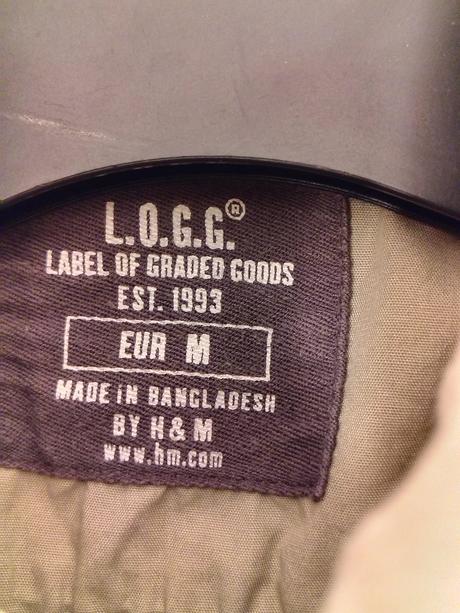 L.O.G.G.®
LABEL OF GRADED GOODS
EST. 1993
EUR M
MADE iN BANGLADESH
BY H & M
www.hm.com